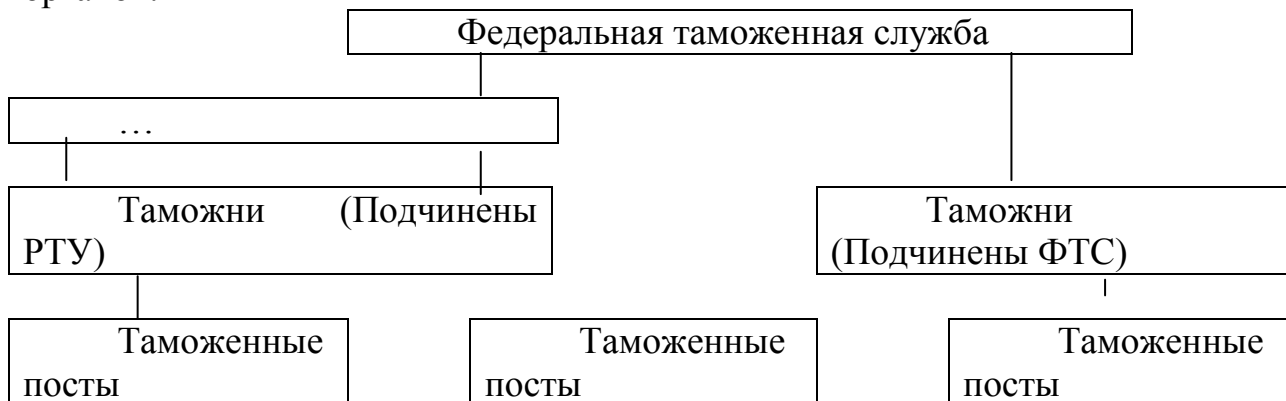 Федеральная таможенная служба
…
Таможни (Подчинены
РТУ)
Таможни
(Подчинены ФТС)
Таможенные
посты
Таможенные
посты
Таможенные
посты